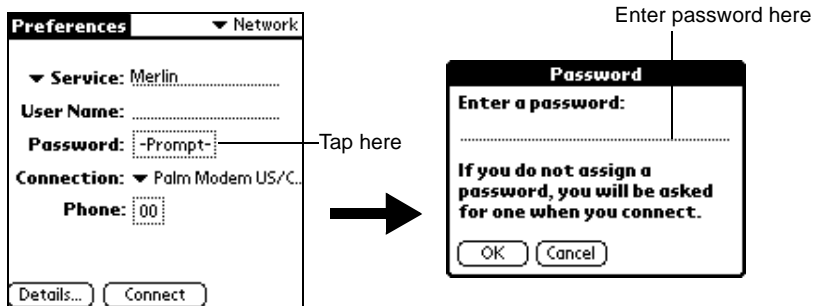 Enter password here
Preferences
Network
Service: Merlin
User Name:
Password: -Prompt-
Tap here
Connection: Palm Modem US/C..
Phone: 00
Details...
Connect
Password
Enter a password:
If you do not assign a
password, you will be asked
for one when you connect.
OK
Cancel